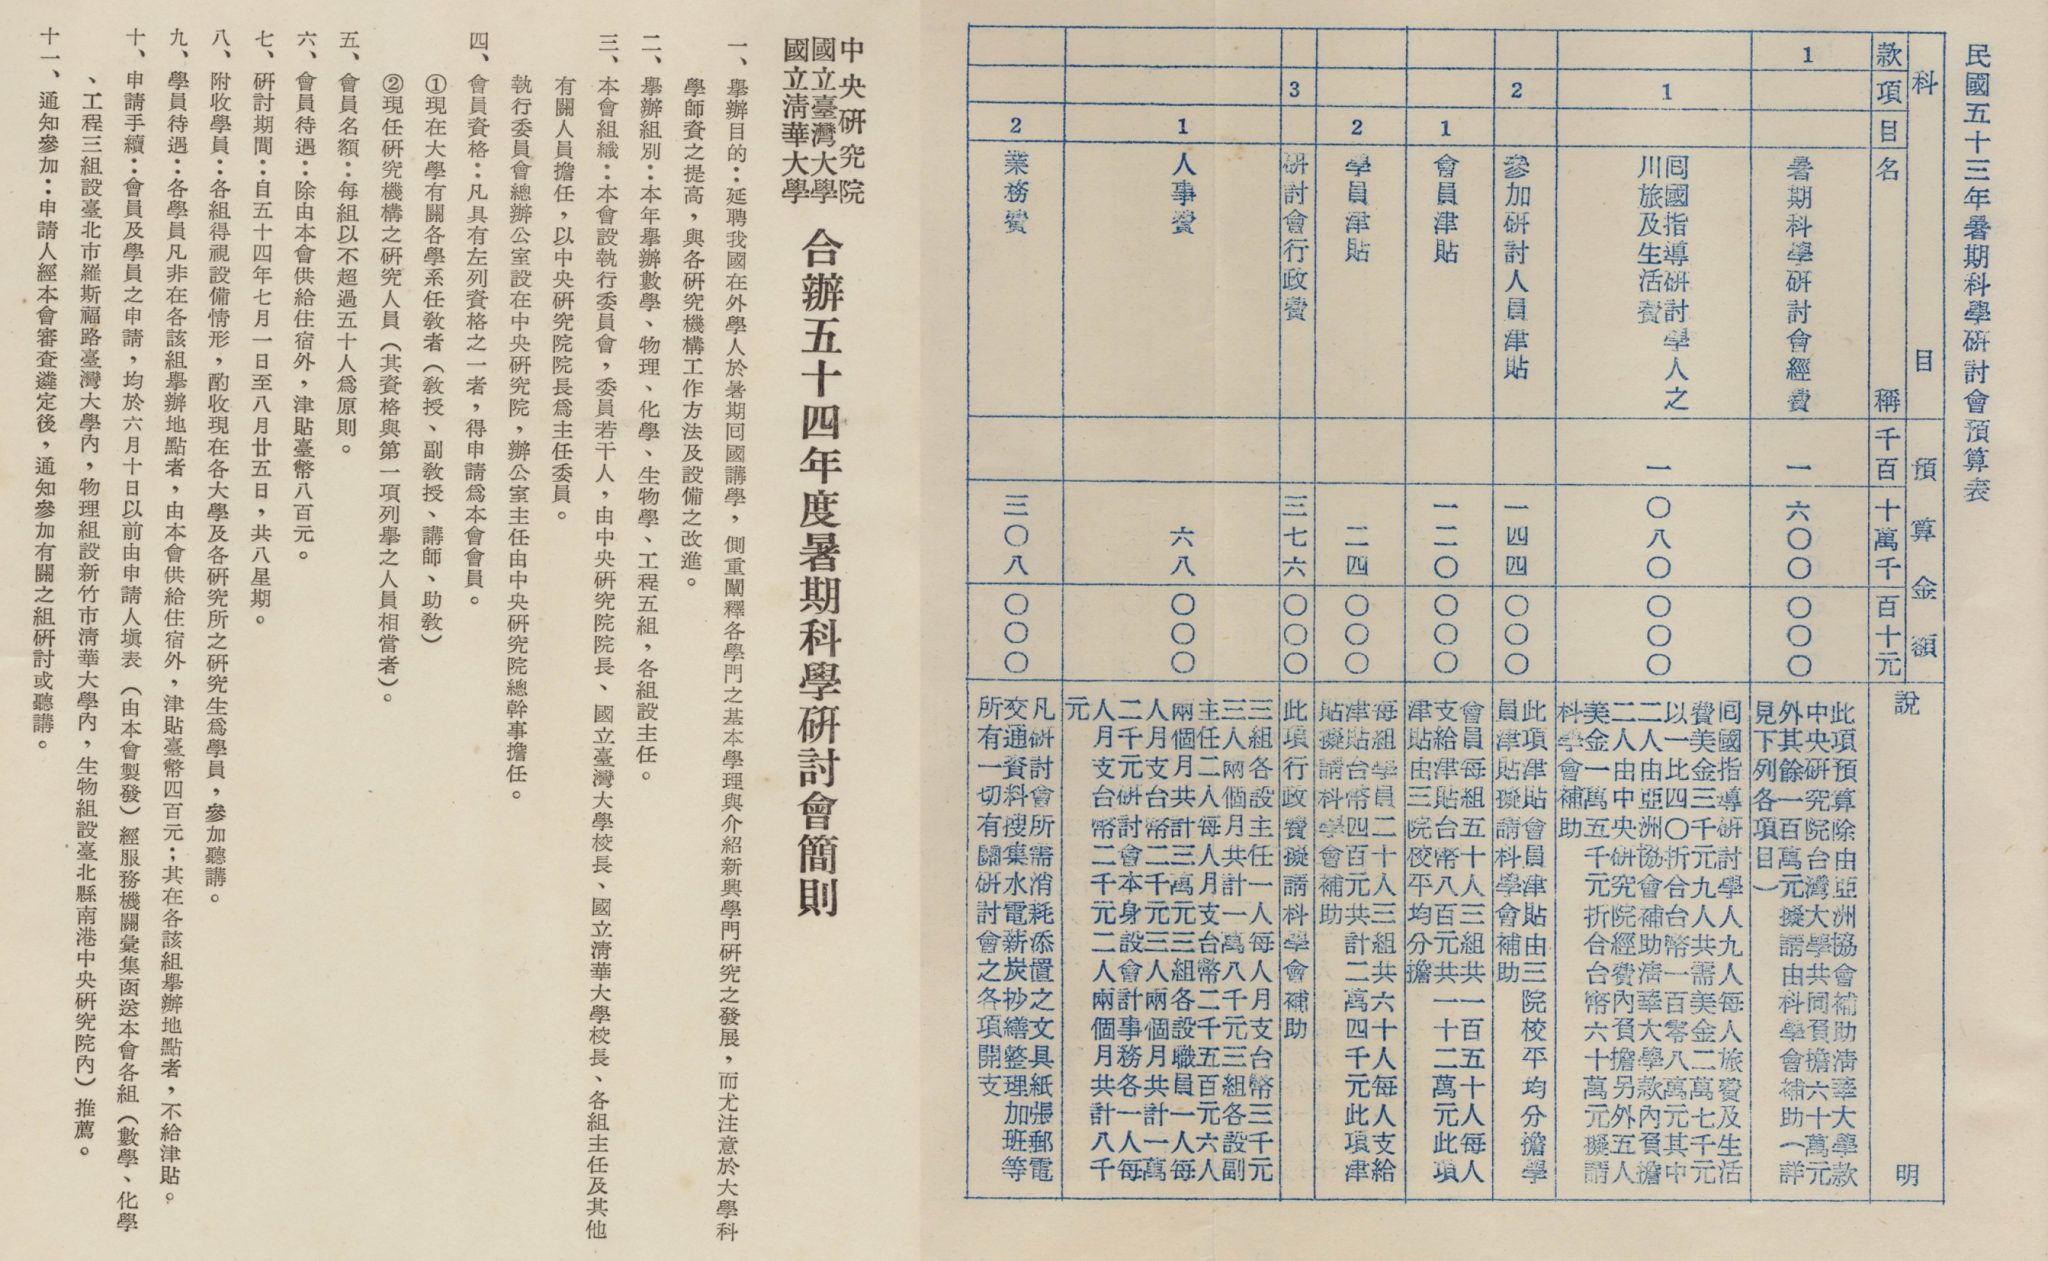 民國五十三年暑期科學研討會預算表
科目
預算金額
說明
款
項
目
名稱
千百十萬千百十元
1
暑期科學研討會經費
一六〇〇〇〇〇
此項預算除由亞洲協會補助清華大學款
中央研究院台灣大學共同負擔六十萬元
外其餘一百萬元擬請由科學會補助(詳
見下列各項目)
1
囘國指導研討學人之
川旅及生活費
一〇八〇〇〇〇
囘國指導研討學人九人每人旅費及生活
費美金三千元九人共需美金二萬七千元
以一比四〇折合台幣一百零八萬元其中
二人由亞洲協會補助清華大學款內負擔
二人由中央研究院經費內負擔另外五人
美金一萬五千元折合台幣六十萬元擬請
科學會補助
2
參加研討人員津貼
一四四〇〇〇
此項津貼會員津貼由三院校平均分擔學
員津貼擬請科學會補助
1
會員津貼
一二〇〇〇〇
會員每組五十人三組共一百五十人每人
支給津貼台幣八百元共一十二萬元此項
津貼由三院校平均分擔
2
學員津貼
二四〇〇〇
每組學員二十人三組共六十人每人支給
津貼台幣四百元共計二萬四千元此項津
貼擬請科學會補助
3
研討會行政費
三七六〇〇〇
此項行政費擬請科學會補助
1
人事費
六八〇〇〇
三組各設主任一人每人月支台幣三千元
三人兩個月共計一萬八千元三組各設副
主任二人每人月支台幣二千五百元六人
兩個月共計三萬元三組各設職員一人每
人月支台幣二千元三人兩個月共計一萬
二千元研討會本身設會計事務各一人每
人月支台幣二千元二人兩個月共計八千
元
2
業務費
三〇八〇〇〇
凡研討會所需消耗添置之文具紙張郵電
交通資料搜集水電薪炭抄繕整理加班等
所有一切有關研討會之各項開支
中央研究院
國立臺灣大學
國立清華大學
合辦五十四年度暑期科學研討會簡則
一、舉辦目的:延聘我國在外學人於暑期回國講學,側重闡釋各學門之基本學理與介紹新興學門研究之發展,而尤注意於大學科
學師資之提高,與各研究機構工作方法及設備之改進。
二、舉辦組別:本年舉辦數學、物理、化學、生物學、工程五組,各組設主任。
三、本會組織:本會設執行委員會,委員若干人,由中央研究院院長、國立臺灣大學校長、國立清華大學校長、各組主任及其他
有關人員擔任,以中央研究院院長爲主任委員。
執行委員會總辦公室設在中央研究院,辦公室主任由中央研究院總幹事擔任。
四、會員資格:凡具有左列資格之一者,得申請爲本會會員。
①現在大學有關各學系任教者(教授、副教授、講師、助教)
②現任研究機構之研究人員(其資格與第一項列舉之人員相當者)。
五、會員名額:每組以不超過五十人爲原則。
六、會員待遇:除由本會供給住宿外,津貼臺幣八百元。
七、研討期間:自五十四年七月一日至八月廿五日,共八星期。
八、附收學員:各組得視設備情形,酌收現在各大學及各研究所之研究生爲學員,參加聽講。
九、學員待遇:各學員凡非在各該組舉辦地點者,由本會供給住宿外,津貼臺幣四百元;其在各該組舉辦地點者,不給津貼。
十、申請手續:會員及學員之申請,均於六月十日以前由申請人塡表(由本會製發)經服務機關彙集函送本會各組(數學、化學
、工程三組設臺北市羅斯福路臺灣大學內,物理組設新竹市清華大學內,生物組設臺北縣南港中央研究院內)推薦。
十一、通知參加:申請人經本會審查遴定後,通知參加有關之組研討或聽講。